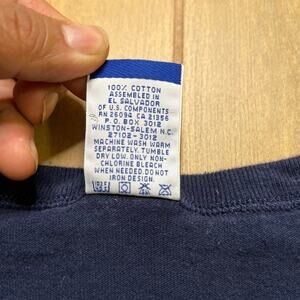 100% COTTON
ASSEMBLED IN
EL SALVADOR
OF U.S. COMPONENTS
RN 26094 CA 21356
P.O. BOX 3012
WINSTON-SALEM N.C.
27102-3012
MACHINE WASH WARM
SEPARATELY. TUMBLE
DRY LOW. ONLY NON-
CHLORINE BLEACH
WHEN NEEDED. DO NOT
IRON DESIGN.